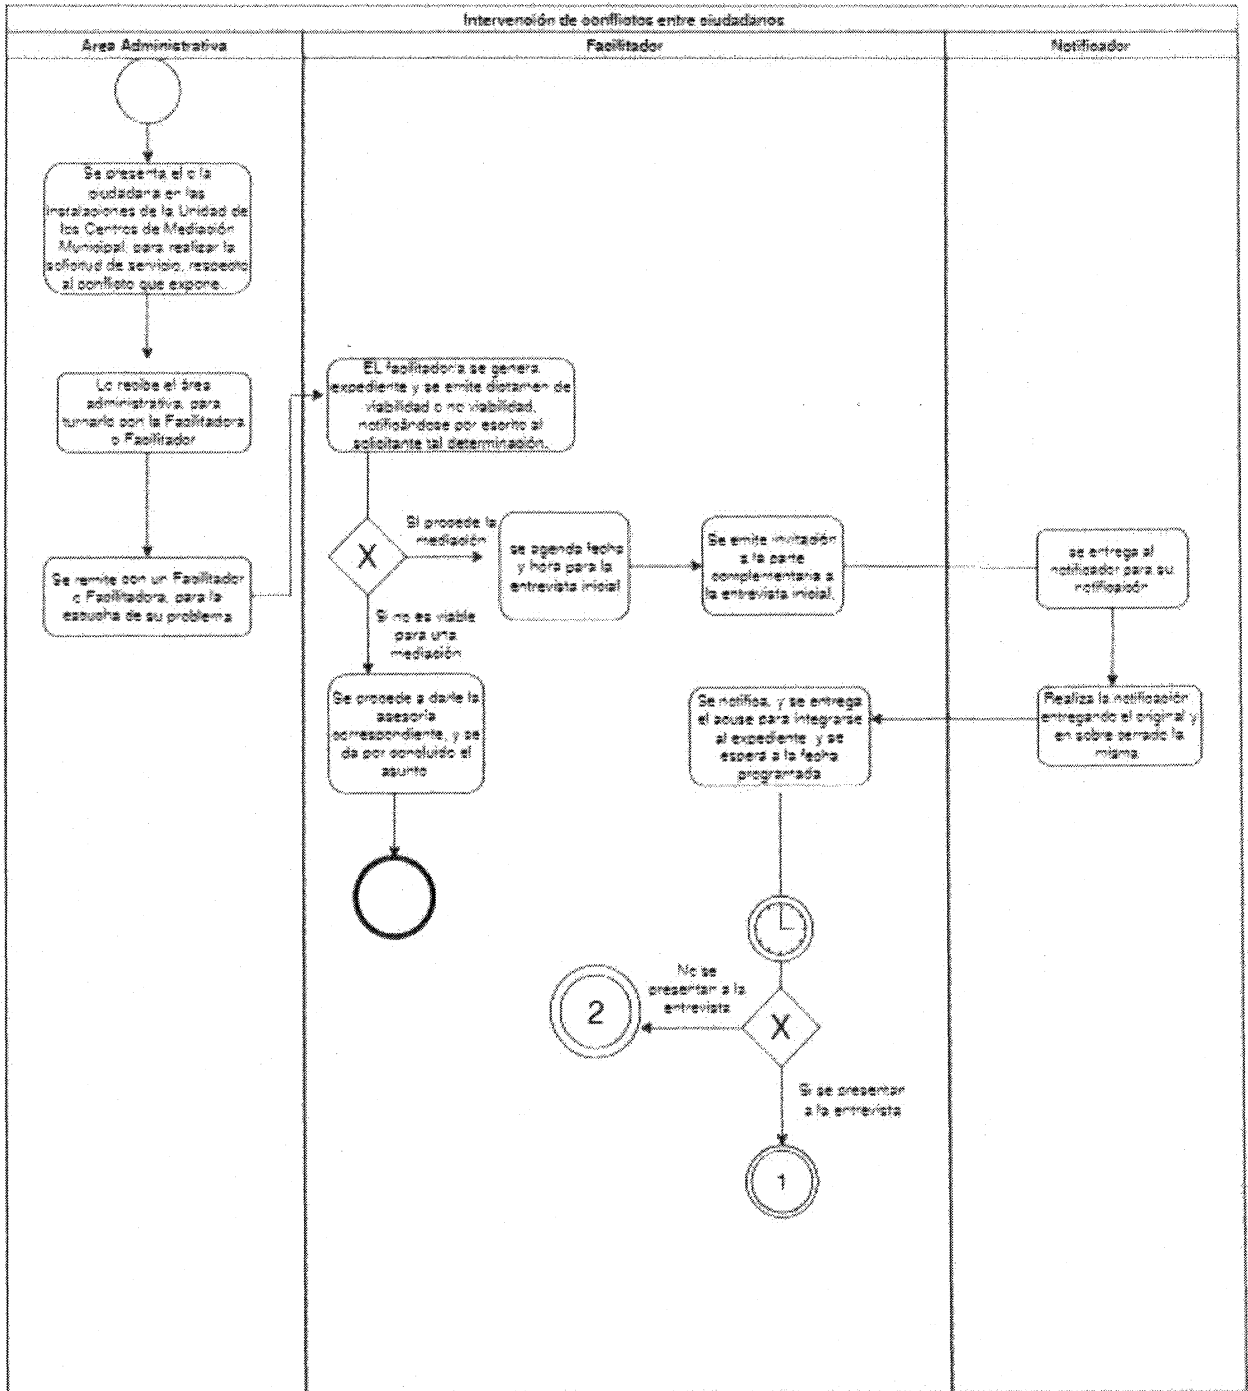 Intervención de conflictos entre ciudadanos
Area Administrativa
Facilitador
Notificador
Se presenta el o la
ciudadana en las
instalaciones de la Unidad de
los Centros de Mediación
Municipal, para realizar la
solicitud de servicio, respecto
al conflicto que expone.
Lo recibe el área
administrativa, para
turnarlo con la Facilitadora
o Facilitador
Se remite con un Facilitador
o Facilitadora, para la
escucha de su problema
EL facilitador/a se genera
expediente y se emite dictamen de
viabilidad o no viabilidad,
notificándose por escrito al
solicitante tal determinación.
X
Si procede la
mediación
se agenda fecha
y hora para la
entrevista inicial
Se emite invitación
a la parte
complementaria a
la entrevista inicial.
se entrega al
notificador para su
notificación
Si no es viable
para una
mediación
Se procede a darle la
asesoría
correspondiente, y se
da por concluido el
asunto
Se notifica, y se entrega
el acuse para integrarse
al expediente y se
espera a la fecha
programada
Realiza la notificación
entregando el original y
en sobre cerrado la
misma
No se
presentan a la
entrevista
2
X
Si se presentan
a la entrevista
1